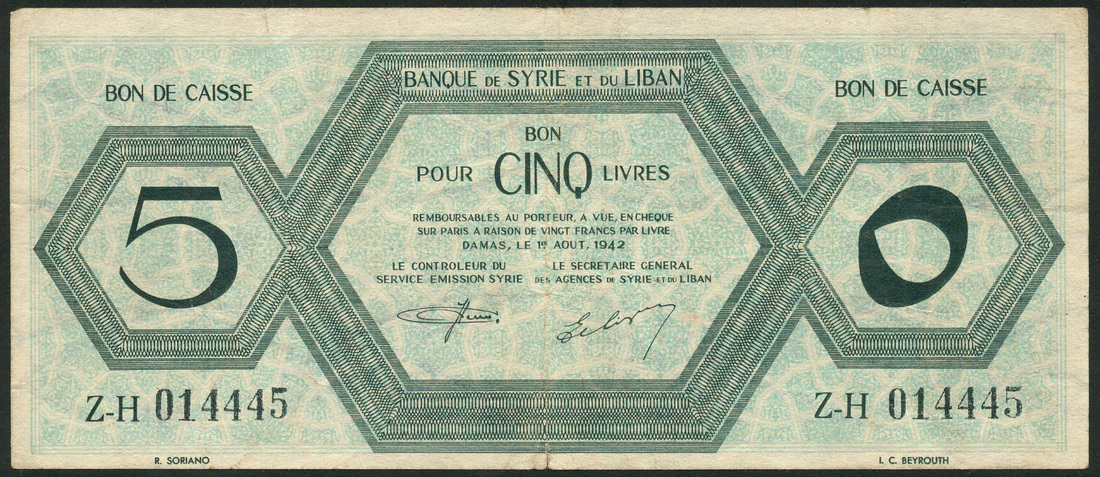 BANQUE DE SYRIE ET DU LIBAN
BON DE CAISSE
BON DE CAISSE
BON
POUR CINQ LIVRES
REMBOURSABLES AU PORTEUR, A VUE, EN CHEQUE
SUR PARIS A RAISON DE VINGT FRANCS PAR LIVRE
DAMAS, LE 1er AOUT, 1942
LE CONTROLEUR DU
SERVICE EMISSION SYRIE
LE SECRETAIRE GENERAL
DES AGENCES DE SYRIE ET DU LIBAN
5
٥
Z-H 014445
Z-H 014445
R. SORIANO
I. C. BEYROUTH